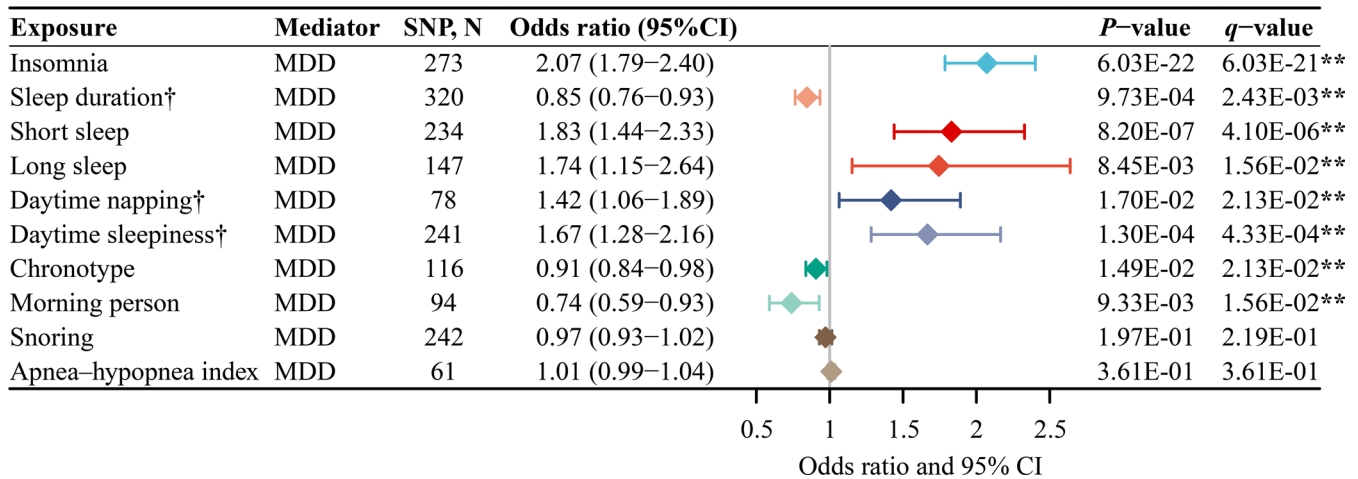 Exposure Mediator SNP, N Odds ratio (95%CI) P−value q−value
Insomnia MDD 273 2.07 (1.79−2.40) 6.03E-22 6.03E-21**
Sleep duration† MDD 320 0.85 (0.76−0.93) 9.73E-04 2.43E-03**
Short sleep MDD 234 1.83 (1.44−2.33) 8.20E-07 4.10E-06**
Long sleep MDD 147 1.74 (1.15−2.64) 8.45E-03 1.56E-02**
Daytime napping† MDD 78 1.42 (1.06−1.89) 1.70E-02 2.13E-02**
Daytime sleepiness† MDD 241 1.67 (1.28−2.16) 1.30E-04 4.33E-04**
Chronotype MDD 116 0.91 (0.84−0.98) 1.49E-02 2.13E-02**
Morning person MDD 94 0.74 (0.59−0.93) 9.33E-03 1.56E-02**
Snoring MDD 242 0.97 (0.93−1.02) 1.97E-01 2.19E-01
Apnea–hypopnea index MDD 61 1.01 (0.99−1.04) 3.61E-01 3.61E-01
0.5 1 1.5 2 2.5
Odds ratio and 95% CI